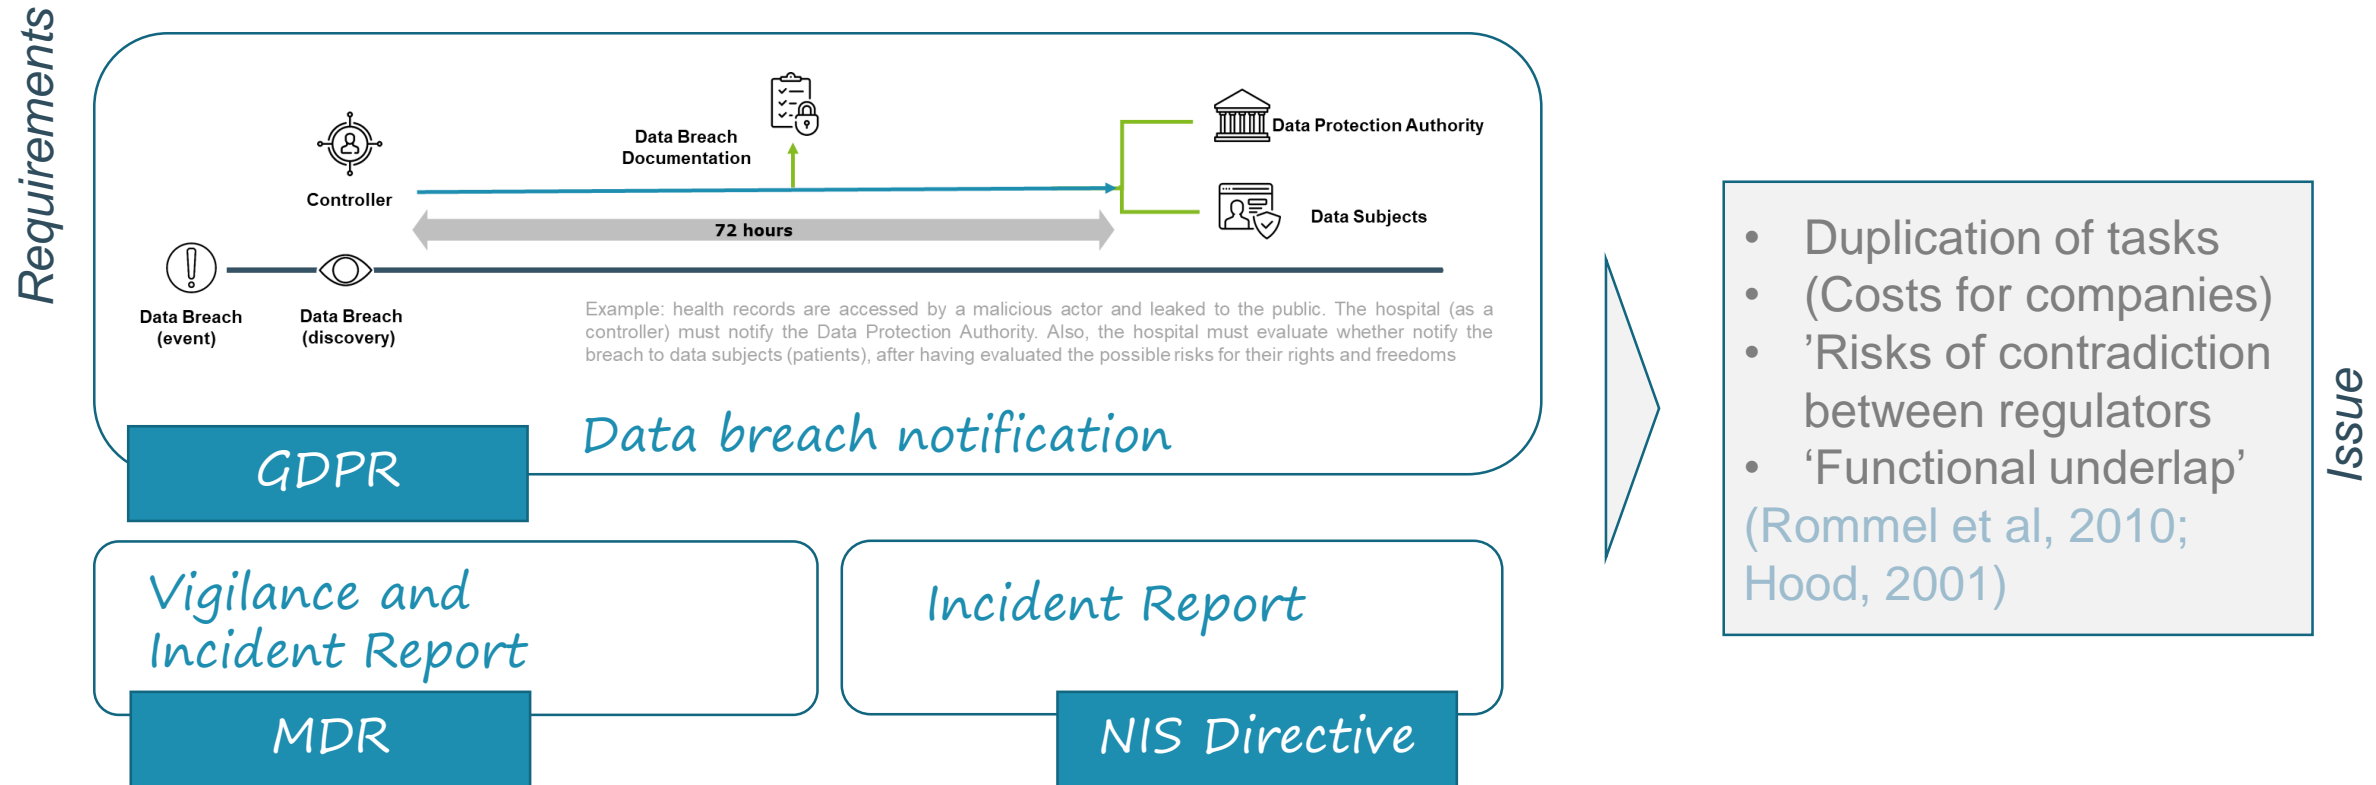 Requirements
Data Protection Authority
Data Breach
Documentation
Controller
Data Subjects
72 hours
Data Breach
(event)
Data Breach
(discovery)
Example: health records are accessed by a malicious actor and leaked to the public. The hospital (as a
controller) must notify the Data Protection Authority. Also, the hospital must evaluate whether notify the
breach to data subjects (patients), after having evaluated the possible risks for their rights and freedoms
Data breach notification
GDPR
Vigilance and
Incident Report
MDR
Incident Report
NIS Directive
• Duplication of tasks
• (Costs for companies)
• ’Risks of contradiction
between regulators
• ‘Functional underlap’
(Rommel et al, 2010;
Hood, 2001)
Issue